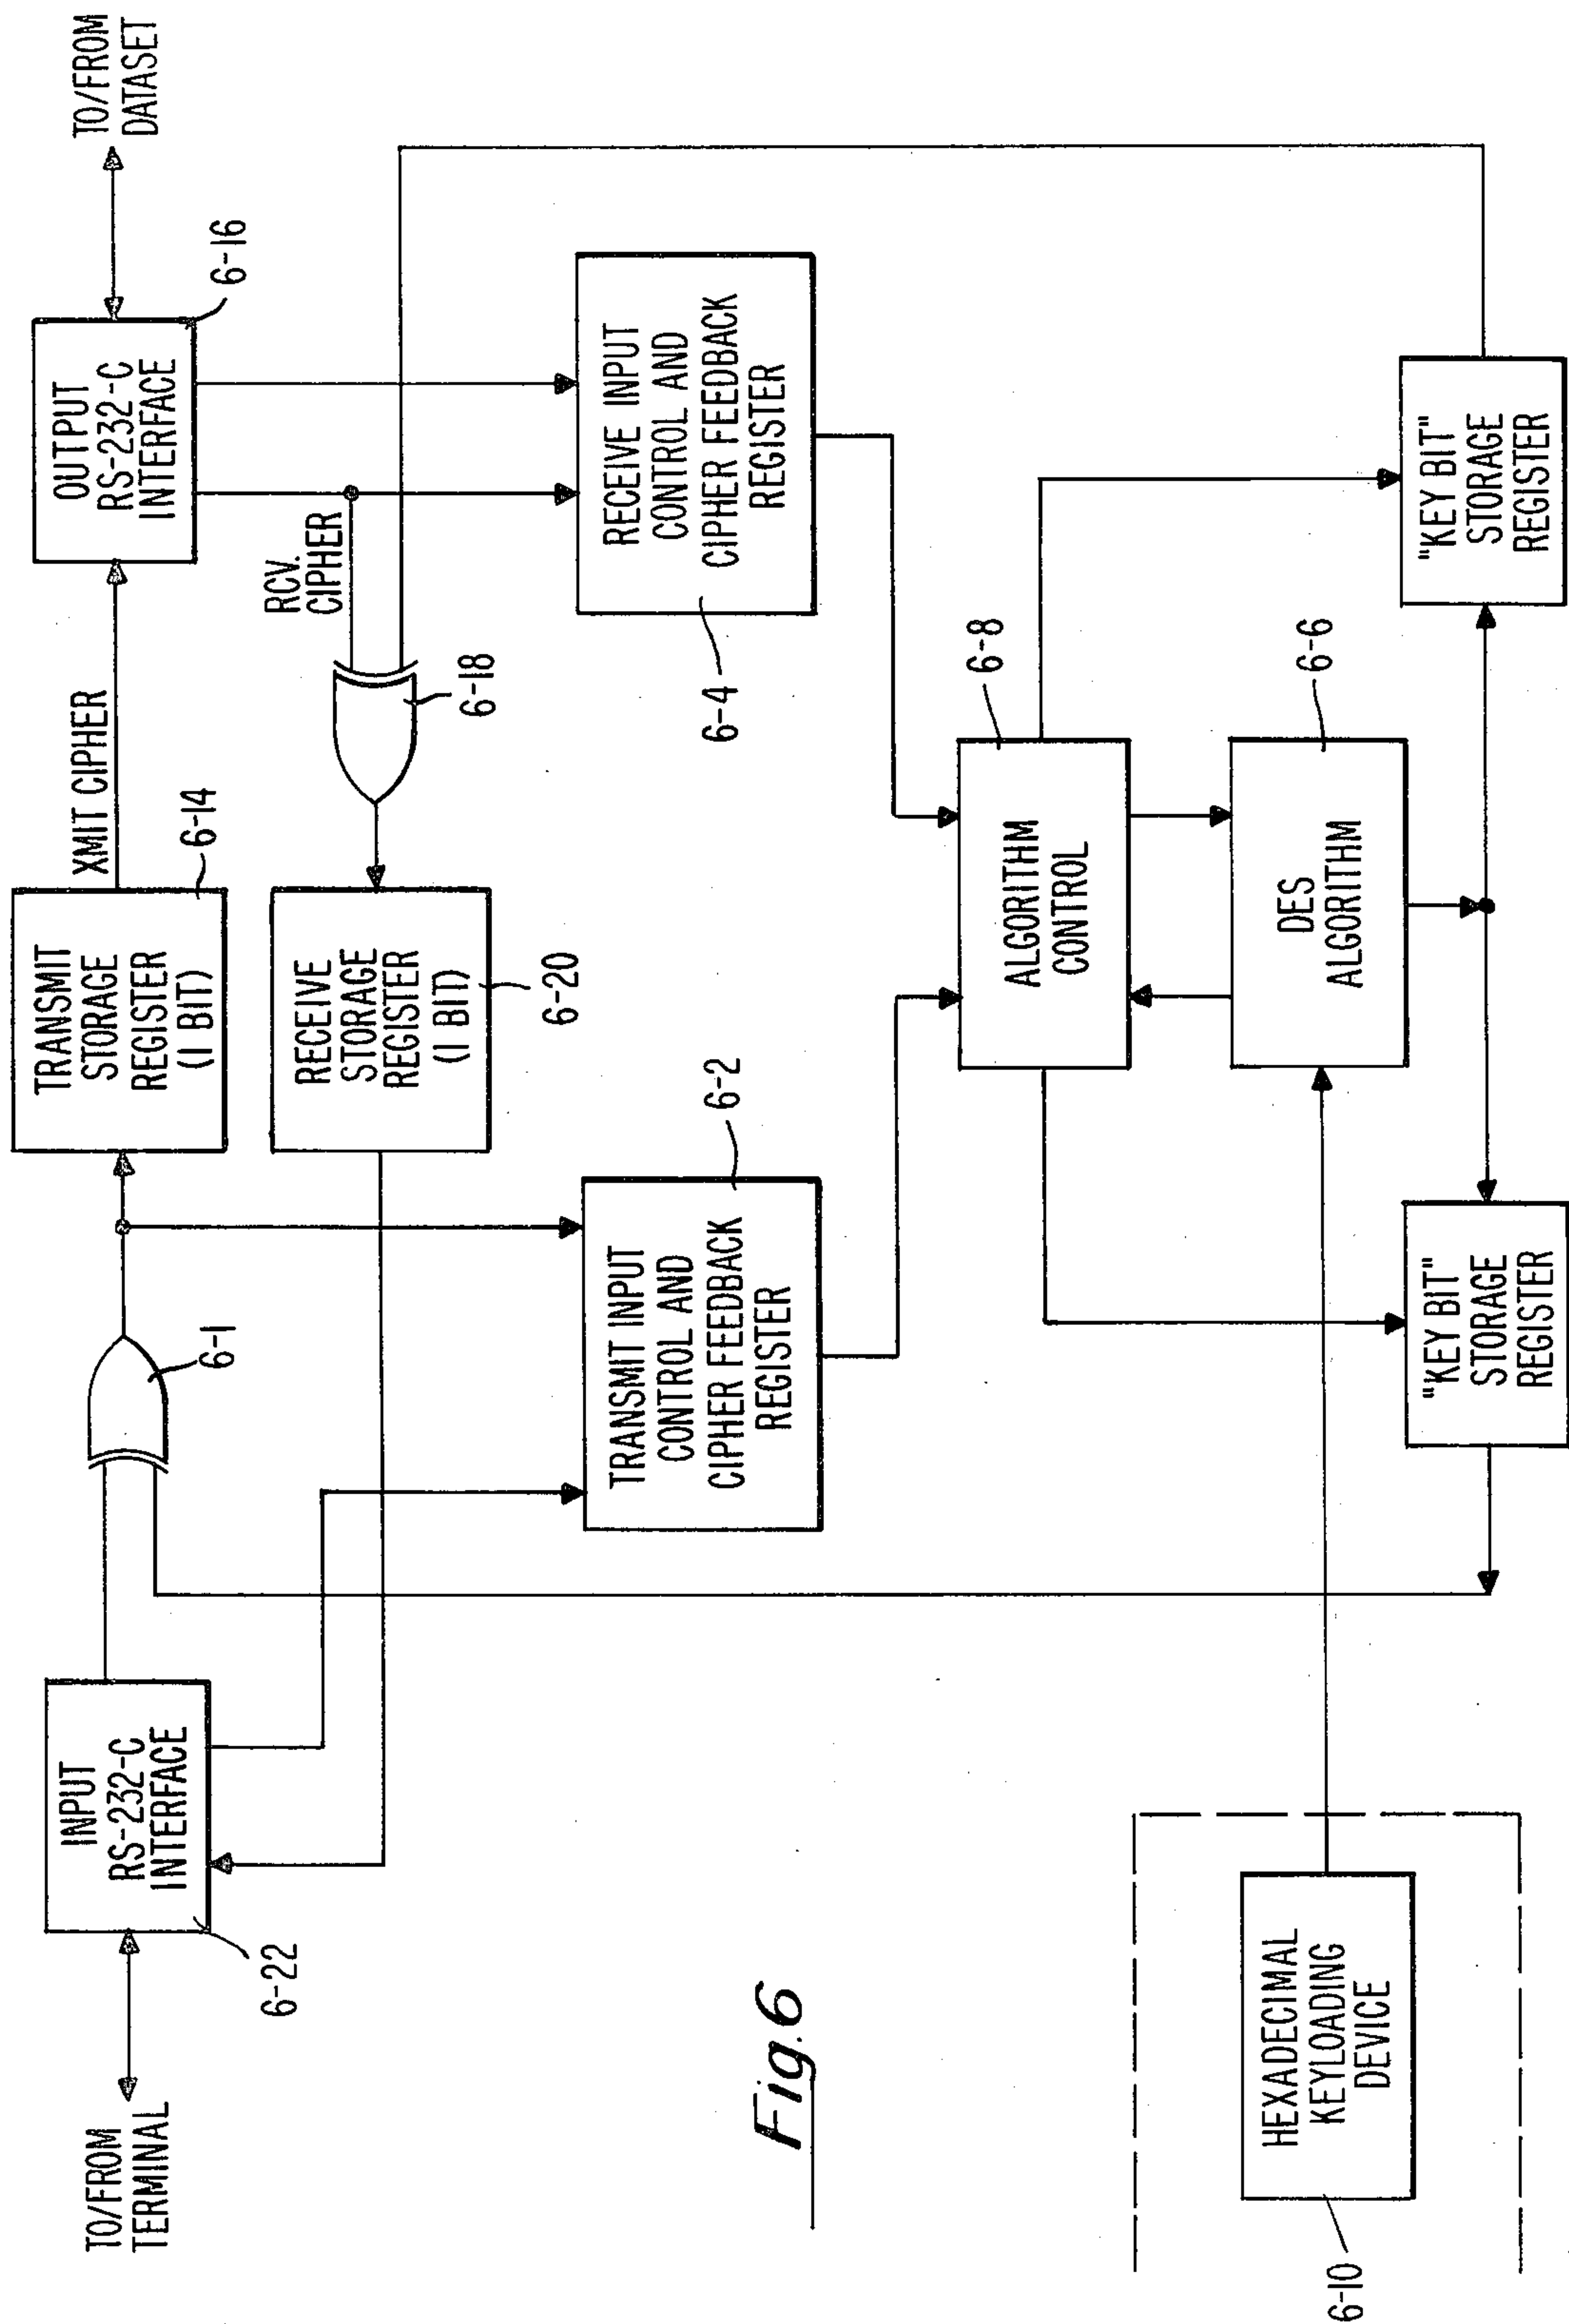 TO/FROM
TERMINAL
INPUT
RS-232-C
INTERFACE
6-22
6-1
TRANSMIT
STORAGE
REGISTER
(1 BIT)
6-14
XMIT CIPHER
OUTPUT
RS-232-C
INTERFACE
6-16
TO/FROM
DATASET
RECEIVE
STORAGE
REGISTER
(1 BIT)
6-20
6-18
RCV.
CIPHER
TRANSMIT INPUT
CONTROL AND
CIPHER FEEDBACK
REGISTER
6-2
RECEIVE INPUT
CONTROL AND
CIPHER FEEDBACK
REGISTER
6-4
Fig. 6
ALGORITHM
CONTROL
6-8
DES
ALGORITHM
6-6
HEXADECIMAL
KEYLOADING
DEVICE
6-10
"KEY BIT"
STORAGE
REGISTER
"KEY BIT"
STORAGE
REGISTER